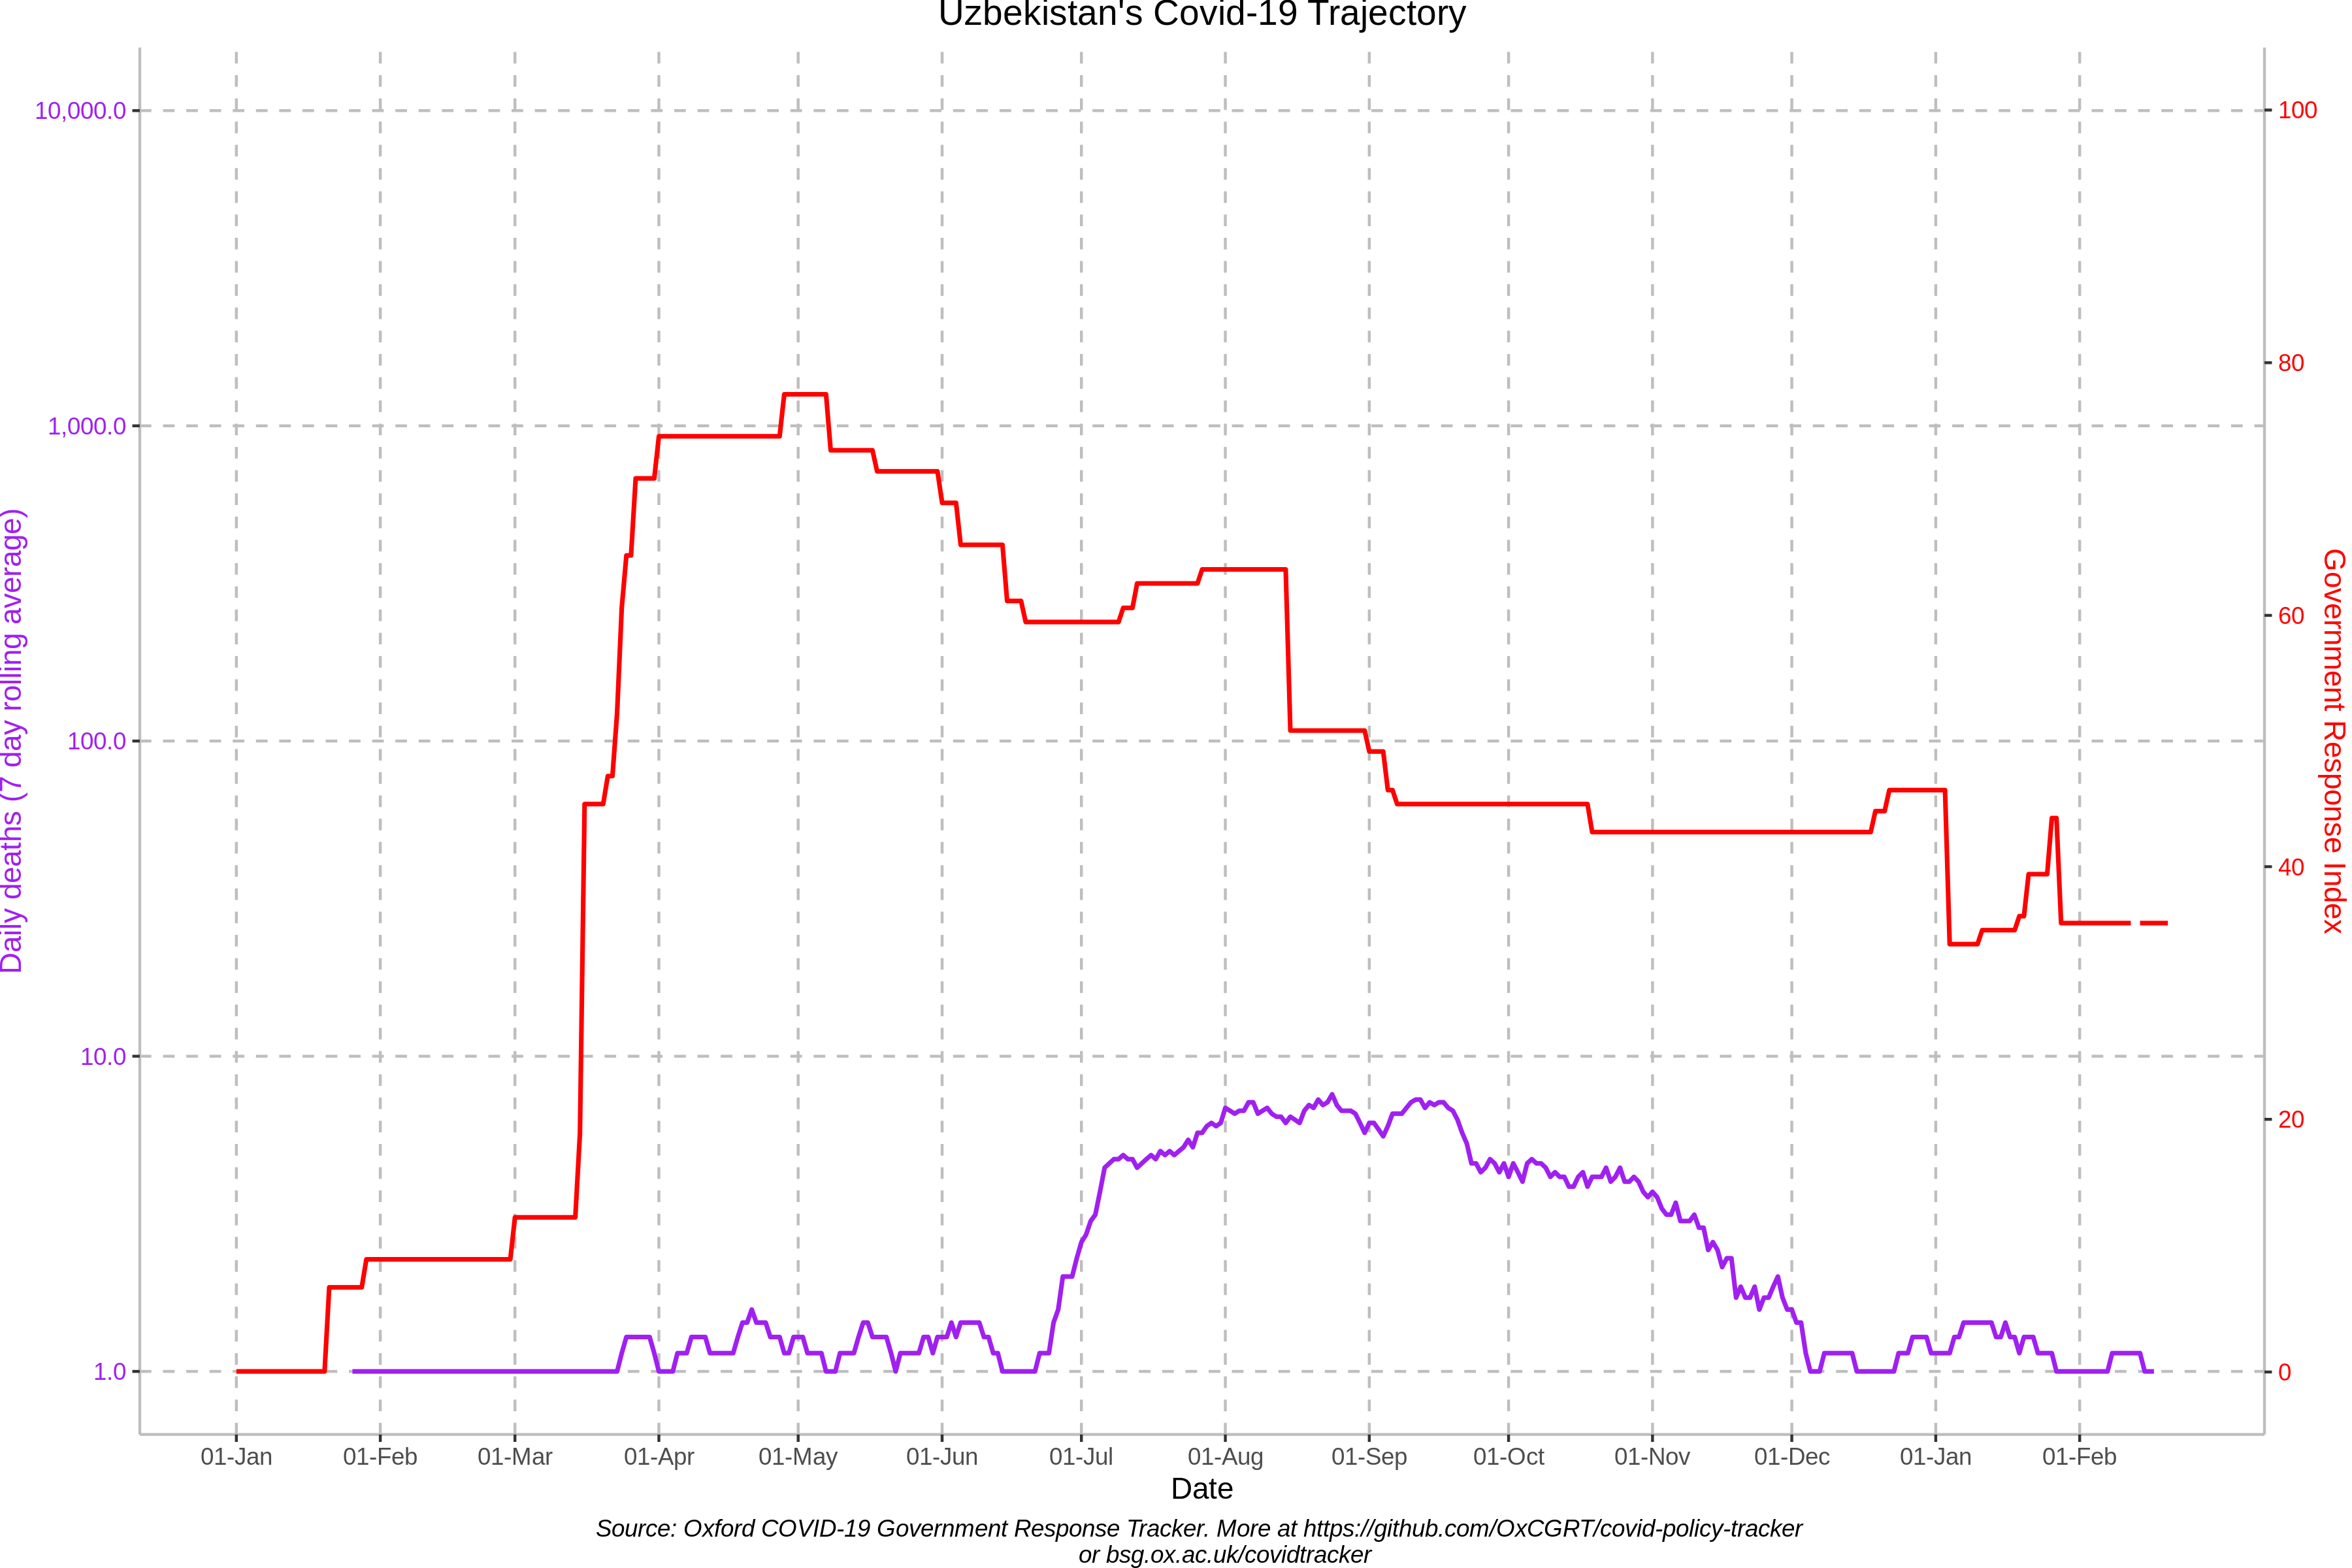 Uzbekistan's Covid-19 Trajectory
10,000.0
1,000.0
100.0
10.0
1.0
Daily deaths (7 day rolling average)
100
80
60
40
20
0
Government Response Index
01-Jan 01-Feb 01-Mar 01-Apr 01-May 01-Jun 01-Jul 01-Aug 01-Sep 01-Oct 01-Nov 01-Dec 01-Jan 01-Feb
Date
Source: Oxford COVID-19 Government Response Tracker. More at https://github.com/OxCGRT/covid-policy-tracker
or bsg.ox.ac.uk/covidtracker